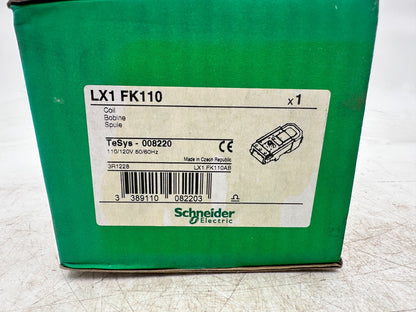 LX1 FK110 x 1
Coil
Bobine
Spule
TeSys - 008220 CE
110/120V 50/60Hz
Made in Czech Republic
3R1228 LX1 FK110AB
3 389110 082203
Schneider
Electric